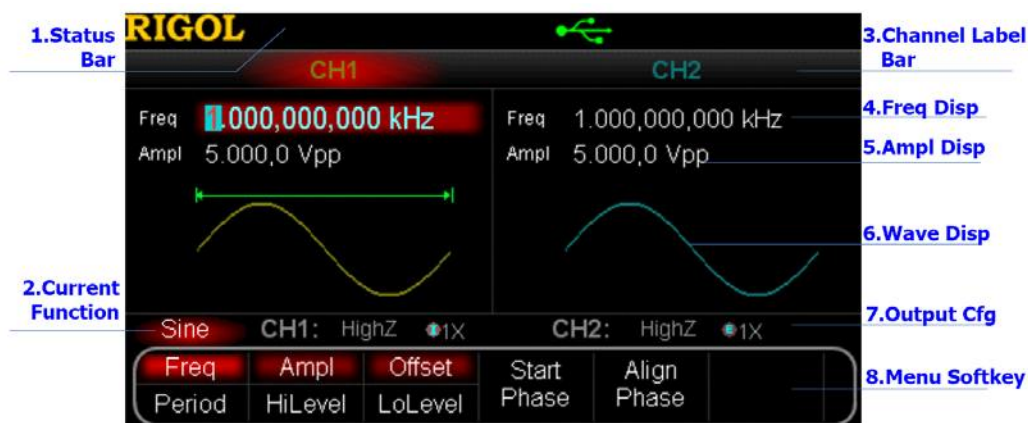 1.Status
Bar
RIGOL
3.Channel Label
Bar
CH1
CH2
Freq 1.000,000,000 kHz
Freq 1.000,000,000 kHz
4.Freq Disp
Ampl 5.000,0 Vpp
Ampl 5.000,0 Vpp
5.Ampl Disp
6.Wave Disp
2.Current
Function
Sine
CH1: HighZ 1X
CH2: HighZ E 1X
7.Output Cfg
Freq
Ampl
Offset
Start
Phase
Align
Phase
Period
HiLevel
LoLevel
8.Menu Softkey